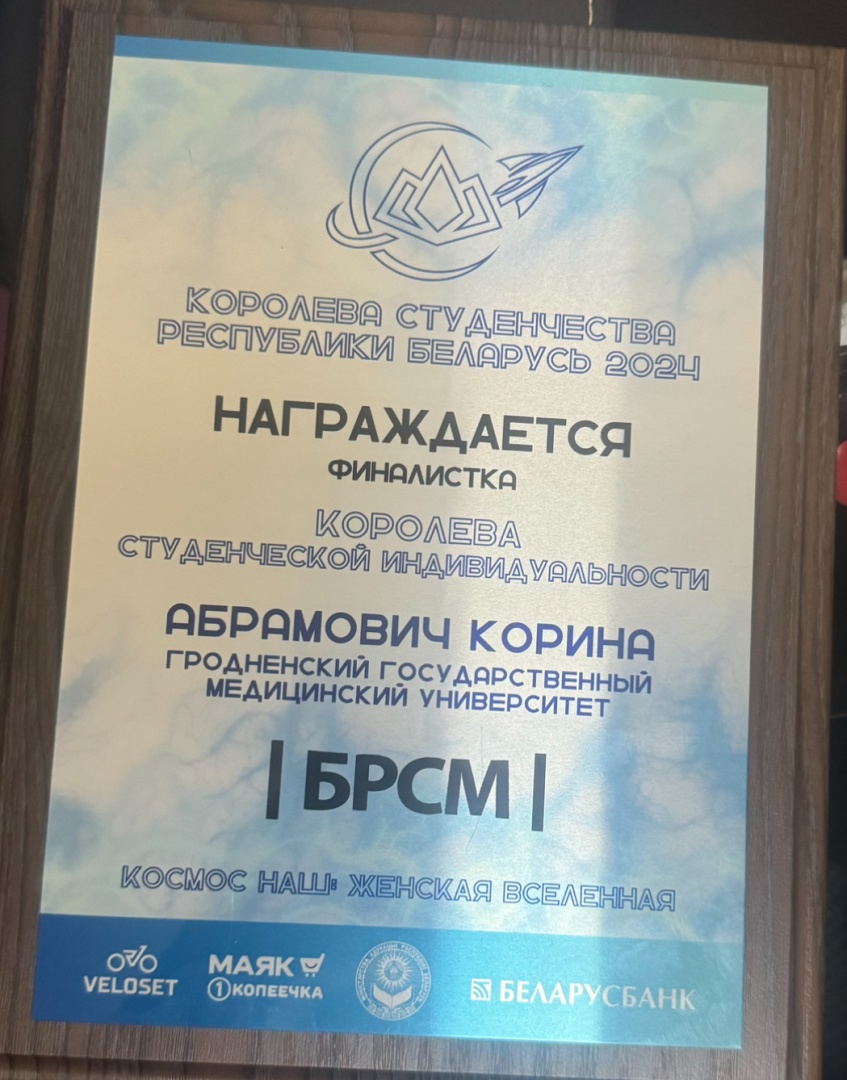 КОРОЛЕВА СТУДЕНЧЕСТВА
РЕСПУБЛИКИ БЕЛАРУСЬ 2024
НАГРАЖДАЕТСЯ
ФИНАЛИСТКА
КОРОЛЕВА
СТУДЕНЧЕСКОЙ ИНДИВИДУАЛЬНОСТИ
АБРАМОВИЧ КОРИНА
ГРОДНЕНСКИЙ ГОСУДАРСТВЕННЫЙ
МЕДИЦИНСКИЙ УНИВЕРСИТЕТ
|БРСМ|
КОСМОС НАШ: ЖЕНСКАЯ ВСЕЛЕННАЯ
VELOSET
МАЯК
1 КОПЕЕЧКА
БЕЛАРУСБАНК